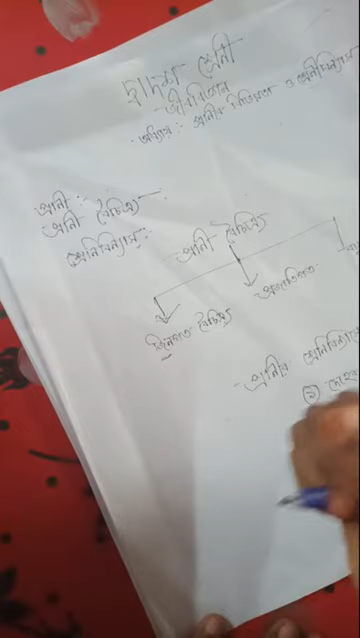 দ্বাদশ শ্রেণী
জীববিজ্ঞান
অধ্যায় : প্রানীর বিভিন্নতা ও শ্রেণীবিন্যাস
প্রানী :
প্রানী বৈচিত্র্য
শ্রেনিবিন্যাস :
প্রানী বৈচিত্র্য
জিনগত বৈচিত্র্য
প্রজাতিগত
প্রানীর শ্রেনিবিন্যাসে